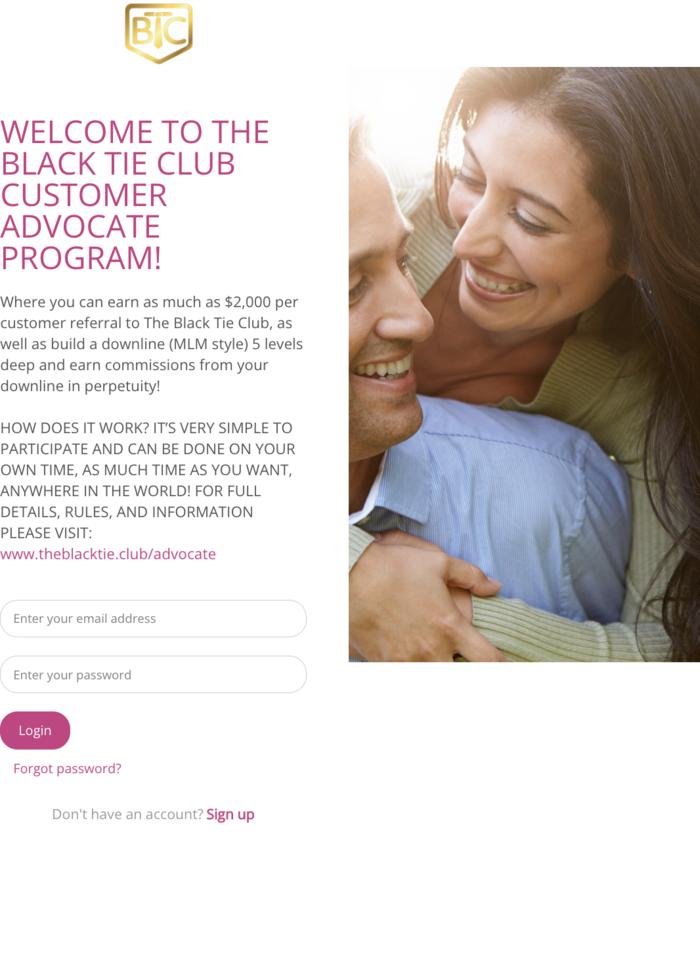 BTC
WELCOME TO THE
BLACK TIE CLUB
CUSTOMER
ADVOCATE
PROGRAM!
Where you can earn as much as $2,000 per
customer referral to The Black Tie Club, as
well as build a downline (MLM style) 5 levels
deep and earn commissions from your
downline in perpetuity!
HOW DOES IT WORK? IT’S VERY SIMPLE TO
PARTICIPATE AND CAN BE DONE ON YOUR
OWN TIME, AS MUCH TIME AS YOU WANT,
ANYWHERE IN THE WORLD! FOR FULL
DETAILS, RULES, AND INFORMATION
PLEASE VISIT:
www.theblacktie.club/advocate
Enter your email address
Enter your password
Login
Forgot password?
Don't have an account? Sign up